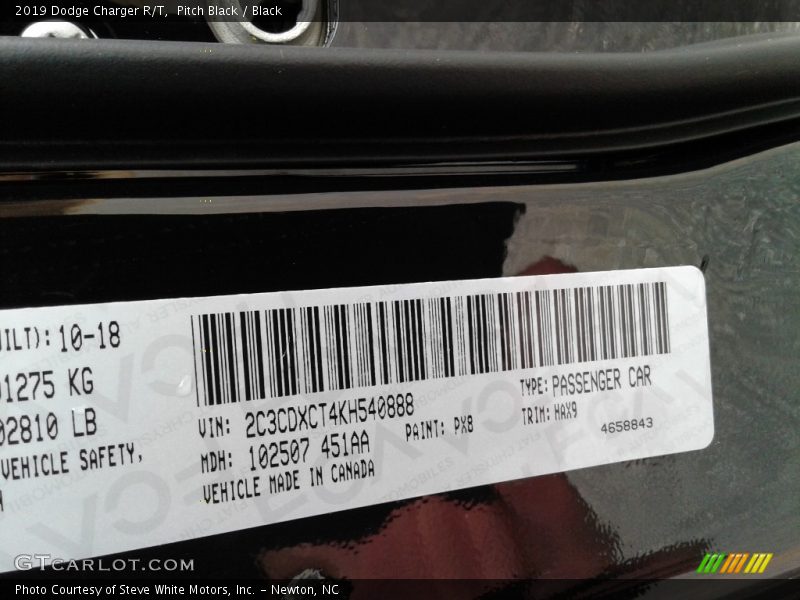 2019 Dodge Charger R/T,  Pitch Black / Black
UILT): 10-18
01275 KG
02810 LB
VEHICLE SAFETY,
VIN: 2C3CDXCT4KH540888
TYPE: PASSENGER CAR
MDH: 102507 451AA
PAINT: PX8
TRIM: HAX9
VEHICLE MADE IN CANADA
4658843
GTCARLOT.COM
Photo Courtesy of Steve White Motors, Inc. – Newton, NC